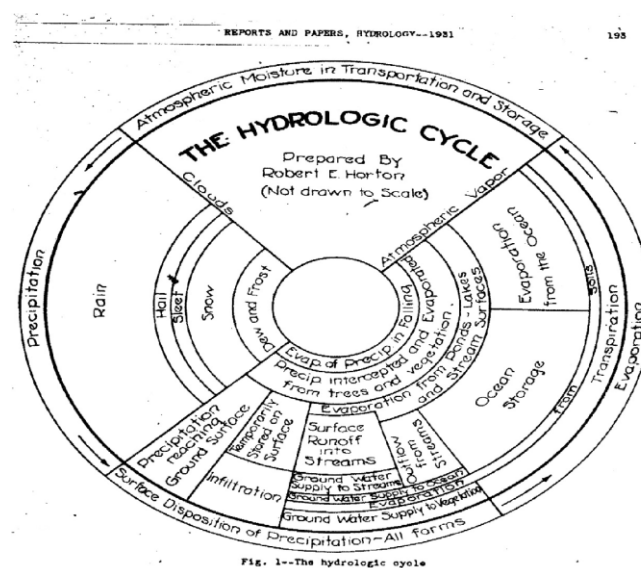 REPORTS AND PAPERS, HYDROLOGY--1931 193
Atmospheric Moisture in Transportation and Storage
THE HYDROLOGIC CYCLE
Prepared By
Robert E. Horton
(Not drawn to Scale)
Clouds
Atmospheric Vapor
Precipitation
Rain
Hail
Sleet
Snow
Dew and Frost
Evap. of Precip. in Falling
Precip intercepted and Evaporated
from trees and vegetation
Evaporation from Ponds-Lakes
and Stream Surfaces
Evaporation
from the Ocean
Ocean
Storage
Soils
from
Transpiration
Evaporation
Precipitation
reaching
Ground Surface
Temporarily
Stored on
Surface
Infiltration
Surface
Runoff
into
Streams
Outflow
from
Streams
Ground Water
Supply to Streams
Ground Water Supply to Ocean
Evaporation
Ground Water Supply to Vegetation
Surface Disposition of Precipitation-All forms
Fig. 1--The hydrologic cycle